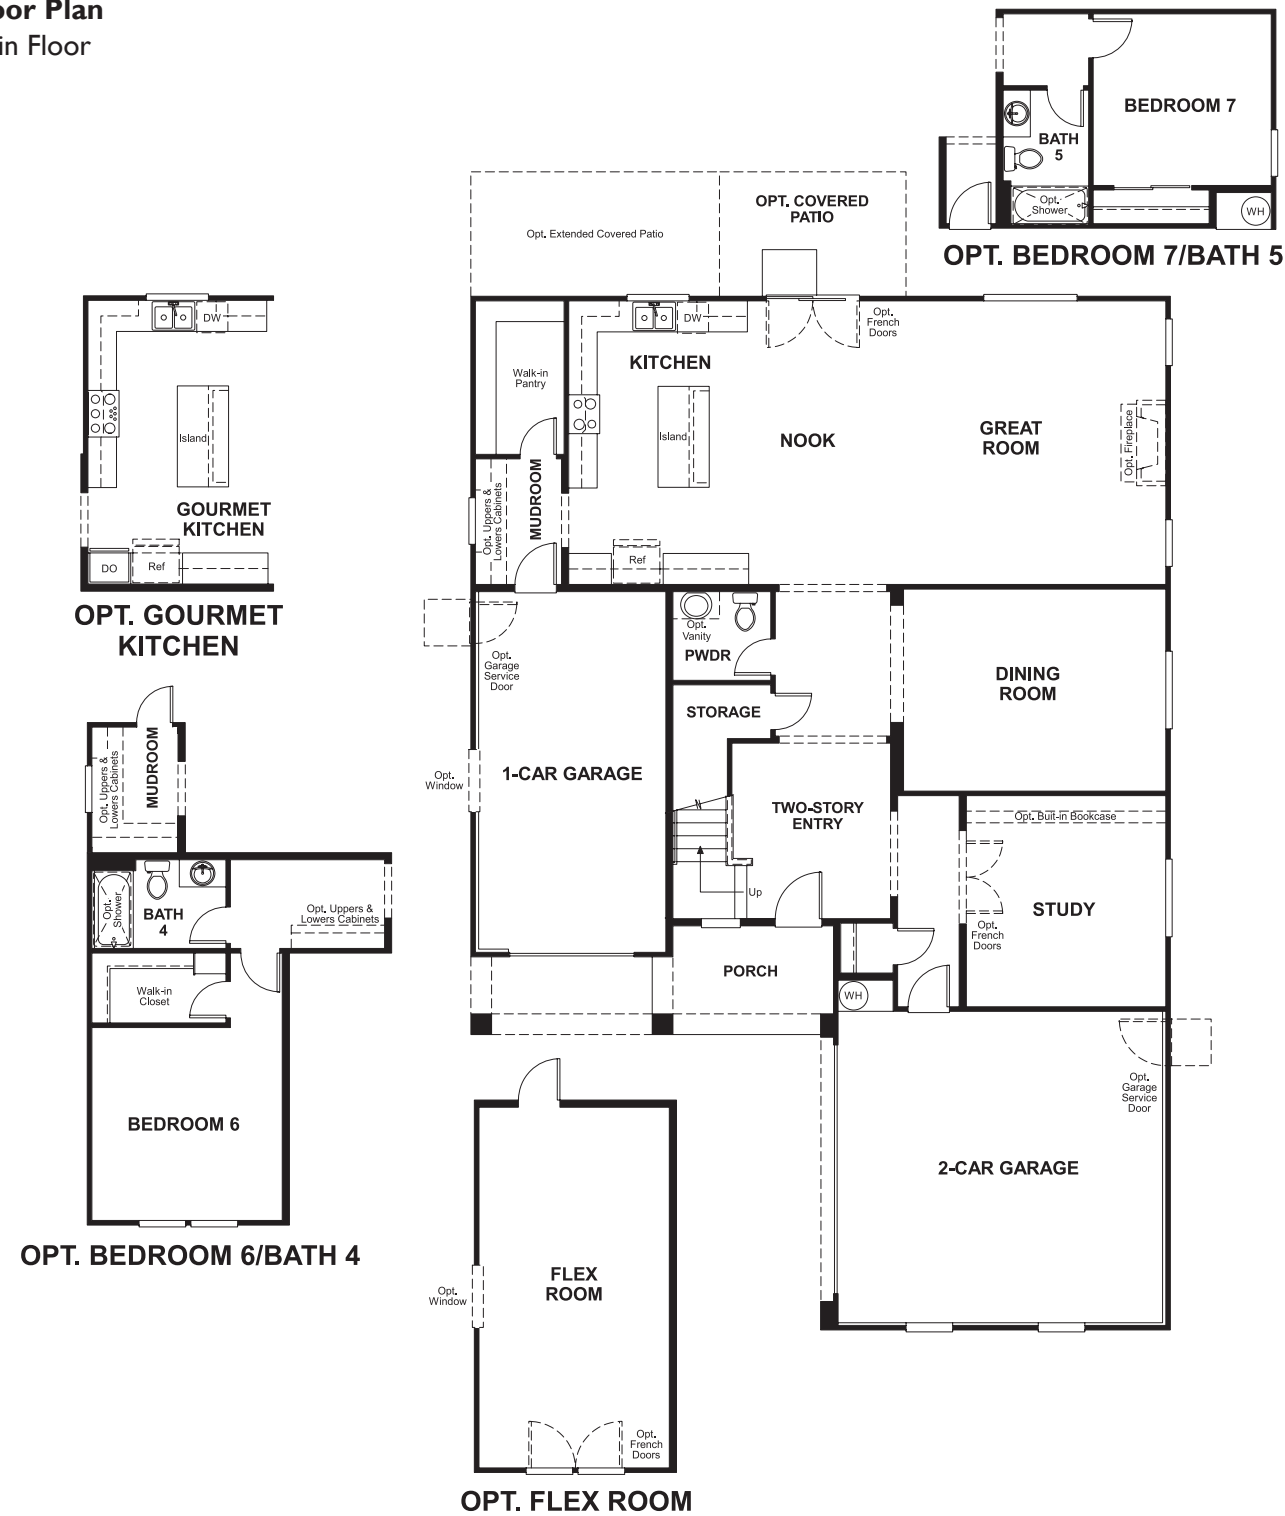 oor Plan
in Floor
BEDROOM 7
BATH
5
Opt.
Shower
WH
OPT. BEDROOM 7/BATH 5
OPT. COVERED
PATIO
Opt. Extended Covered Patio
DW
Island
GOURMET
KITCHEN
DO
Ref
OPT. GOURMET
KITCHEN
DW
Opt.
French
Doors
KITCHEN
Walk-in
Pantry
Island
NOOK
GREAT
ROOM
Opt. Fireplace
Opt. Uppers &
Lowers Cabinets
MUDROOM
Ref
Opt.
Vanity
PWDR
Opt.
Garage
Service
Door
DINING
ROOM
STORAGE
1-CAR GARAGE
Opt.
Window
TWO-STORY
ENTRY
Opt. Buit-in Bookcase
Up
STUDY
Opt.
French
Doors
PORCH
WH
Opt.
Garage
Service
Door
2-CAR GARAGE
Opt. Uppers &
Lowers Cabinets
MUDROOM
Opt.
Shower
BATH
4
Opt. Uppers &
Lowers Cabinets
Walk-in
Closet
BEDROOM 6
OPT. BEDROOM 6/BATH 4
FLEX
ROOM
Opt.
Window
Opt.
French
Doors
OPT. FLEX ROOM